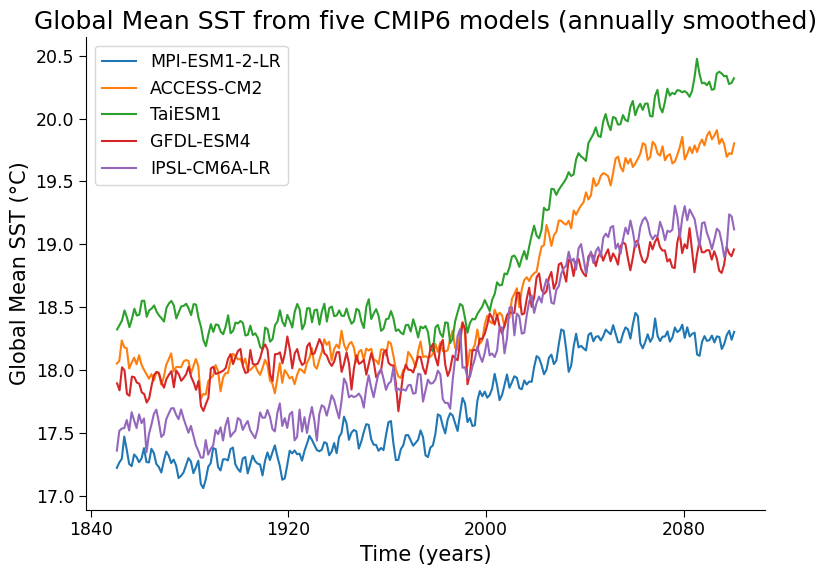 Global Mean SST from five CMIP6 models (annually smoothed)
MPI-ESM1-2-LR
ACCESS-CM2
TaiESM1
GFDL-ESM4
IPSL-CM6A-LR
Global Mean SST (°C)
20.5
20.0
19.5
19.0
18.5
18.0
17.5
17.0
1840 1920 2000 2080
Time (years)